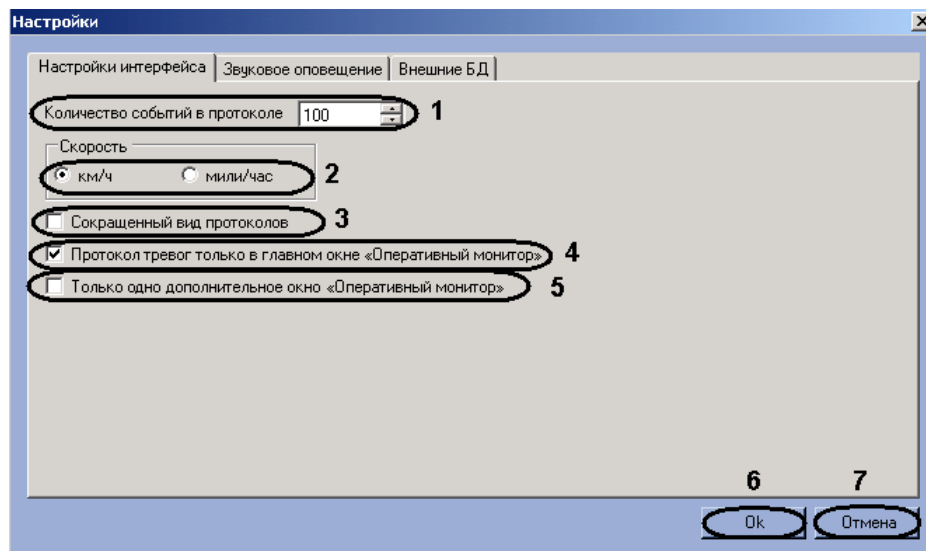 Настройки
Настройки интерфейса Звуковое оповещение Внешние БД
Количество событий в протоколе 100 1
Скорость
км/ч мили/час 2
Сокращенный вид протоколов 3
Протокол тревог только в главном окне «Оперативный монитор» 4
Только одно дополнительное окно «Оперативный монитор» 5
6 7
Ok Отмена